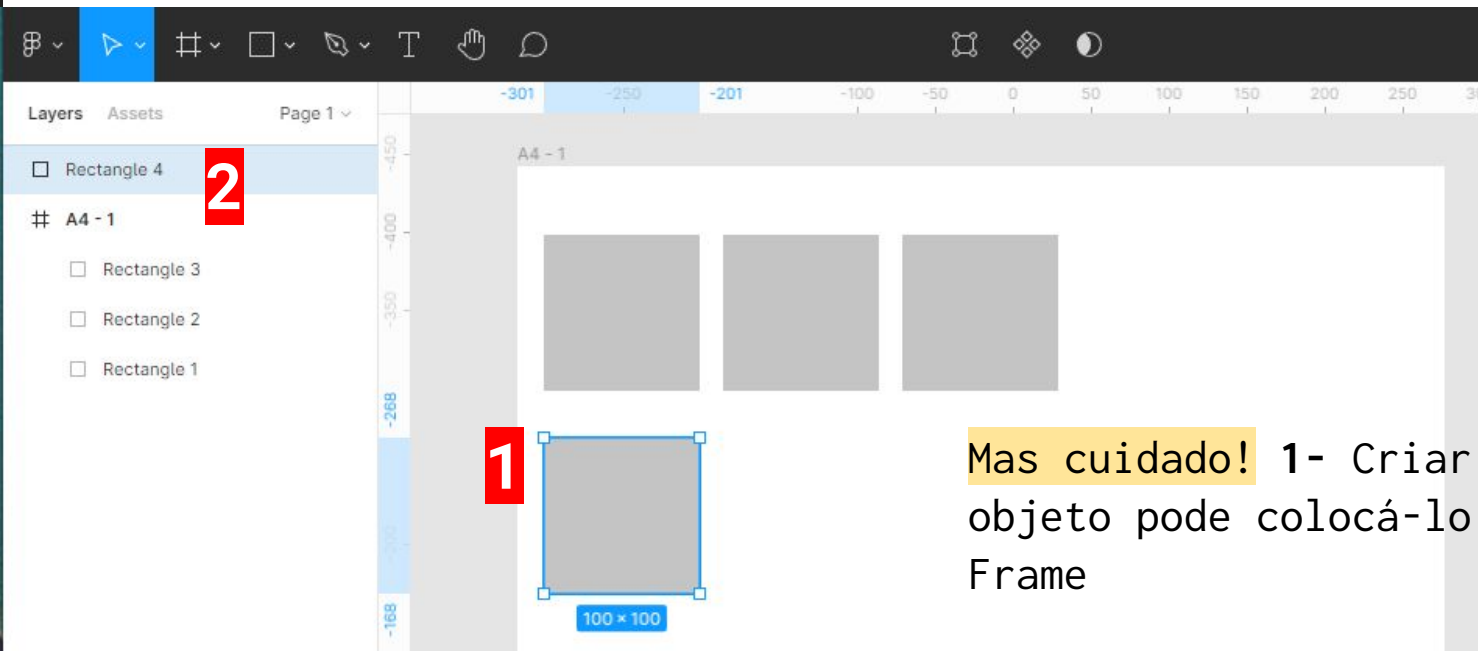 T
-301 -250 -201 -100 -50 0 50 100 150 200 250
Layers Assets Page 1
Rectangle 4
2
A4 - 1
Rectangle 3
Rectangle 2
Rectangle 1
-450
-400
-350
-268
-200
-168
A4 - 1
1
100 × 100
Mas cuidado! 1- Criar
objeto pode colocá-lo
Frame